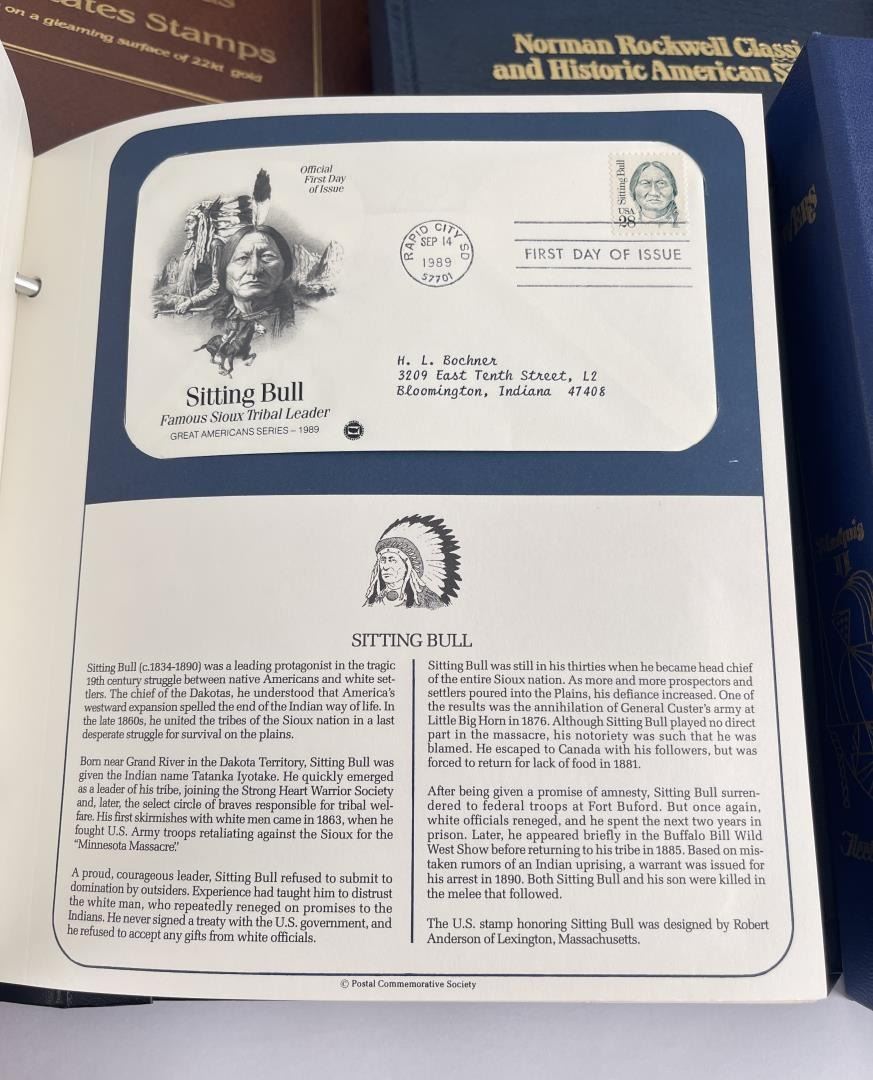 ates Stamps
on a gleaming surface of 22kt gold
Norman Rockwell Classi
and Historic American S
Official
First Day
of Issue
Sitting Bull
USA
28
RAPID CITY SD
SEP 14
1989
57701
FIRST DAY OF ISSUE
H. L. Bochner
3209 East Tenth Street, L2
Bloomington, Indiana 47408
Sitting Bull
Famous Sioux Tribal Leader
GREAT AMERICANS SERIES – 1989
SITTING BULL
Sitting Bull (c.1834-1890) was a leading protagonist in the tragic
19th century struggle between native Americans and white set-
tlers. The chief of the Dakotas, he understood that America's
westward expansion spelled the end of the Indian way of life. In
the late 1860s, he united the tribes of the Sioux nation in a last
desperate struggle for survival on the plains.
Born near Grand River in the Dakota Territory, Sitting Bull was
given the Indian name Tatanka Iyotake. He quickly emerged
as a leader of his tribe, joining the Strong Heart Warrior Society
and, later, the select circle of braves responsible for tribal wel-
fare. His first skirmishes with white men came in 1863, when he
fought U.S. Army troops retaliating against the Sioux for the
"Minnesota Massacre."
A proud, courageous leader, Sitting Bull refused to submit to
domination by outsiders. Experience had taught him to distrust
the white man, who repeatedly reneged on promises to the
Indians. He never signed a treaty with the U.S. government, and
he refused to accept any gifts from white officials.
Sitting Bull was still in his thirties when he became head chief
of the entire Sioux nation. As more and more prospectors and
settlers poured into the Plains, his defiance increased. One of
the results was the annihilation of General Custer's army at
Little Big Horn in 1876. Although Sitting Bull played no direct
part in the massacre, his notoriety was such that he was
blamed. He escaped to Canada with his followers, but was
forced to return for lack of food in 1881.
After being given a promise of amnesty, Sitting Bull surren-
dered to federal troops at Fort Buford. But once again,
white officials reneged, and he spent the next two years in
prison. Later, he appeared briefly in the Buffalo Bill Wild
West Show before returning to his tribe in 1885. Based on mis-
taken rumors of an Indian uprising, a warrant was issued for
his arrest in 1890. Both Sitting Bull and his son were killed in
the melee that followed.
The U.S. stamp honoring Sitting Bull was designed by Robert
Anderson of Lexington, Massachusetts.
© Postal Commemorative Society